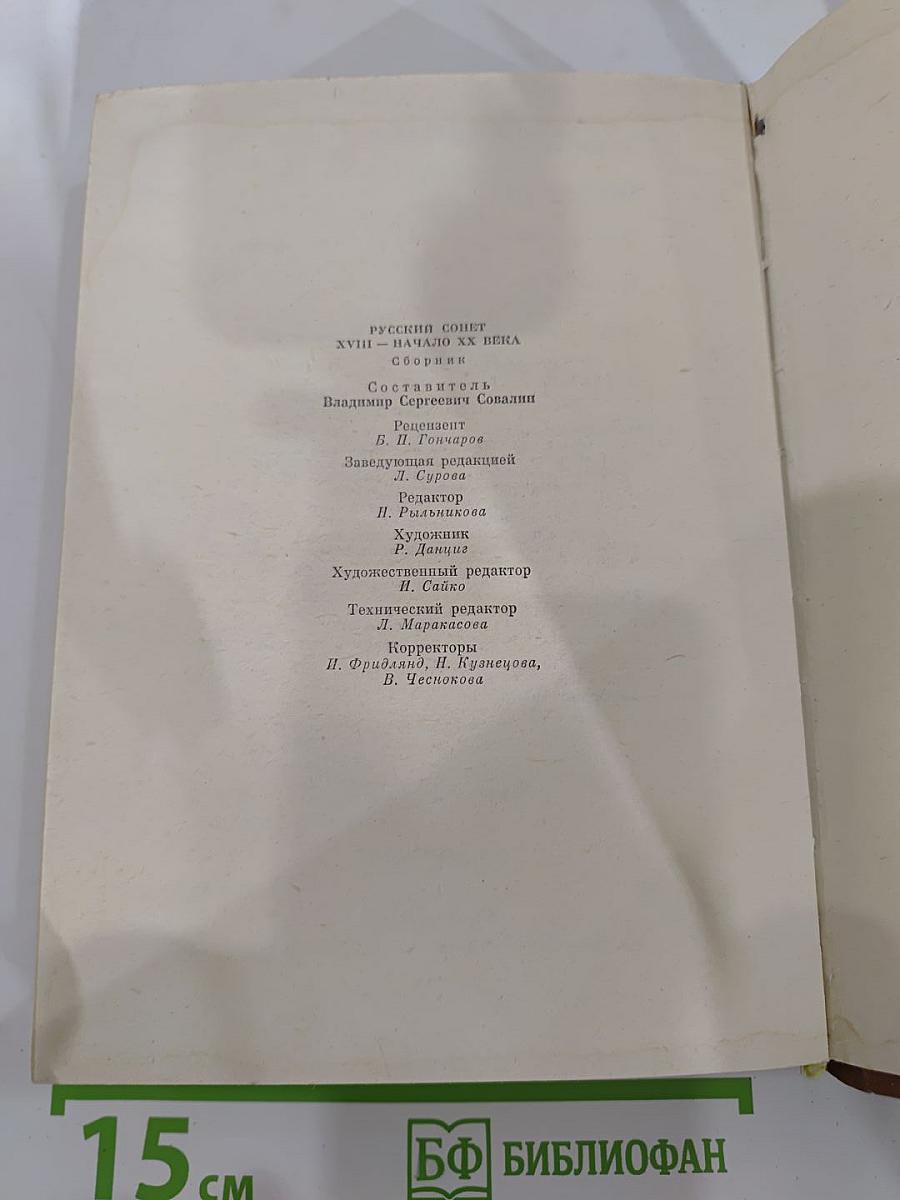 РУССКИЙ СОНЕТ
XVIII — НАЧАЛО XX ВЕКА
Сборник
Составитель
Владимир Сергеевич Совалин
Рецензент
Б. П. Гончаров
Заведующая редакцией
Л. Сурова
Редактор
Н. Рыльникова
Художник
Р. Данциг
Художественный редактор
И. Сайко
Технический редактор
Л. Маракасова
Корректоры
И. Фридлянд, Н. Кузнецова,
В. Чеснокова
15 см
БФ БИБЛИОФАН